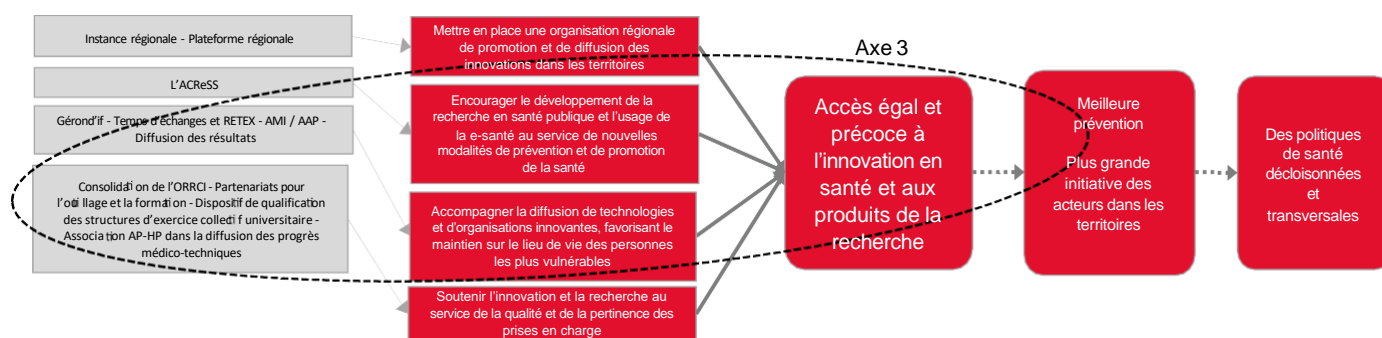 Axe 3
Instance régionale - Plateforme régionale
L'ACReSS
Gérond'if - Temps d'échanges et RETEX - AMI / AAP -
Diffusion des résultats
Consolidation de l'ORRCI - Partenariats pour
l'outillage et la formation - Dispositif de qualification
des structures d'exercice collectif universitaire -
Association AP-HP dans la diffusion des progrès
médico-techniques
Mettre en place une organisation régionale
de promotion et de diffusion des
innovations dans les territoires
Encourager le développement de la
recherche en santé publique et l'usage de
la e-santé au service de nouvelles
modalités de prévention et de promotion
de la santé
Accompagner la diffusion de technologies
et d'organisations innovantes, favorisant le
maintien sur le lieu de vie des personnes
les plus vulnérables
Soutenir l'innovation et la recherche au
service de la qualité et de la pertinence des
prises en charge
Accès égal et
précoce à
l'innovation en
santé et aux
produits de la
recherche
Meilleure
prévention
Plus grande
initiative des
acteurs dans les
territoires
Des politiques
de santé
décloisonnées
et
transversales